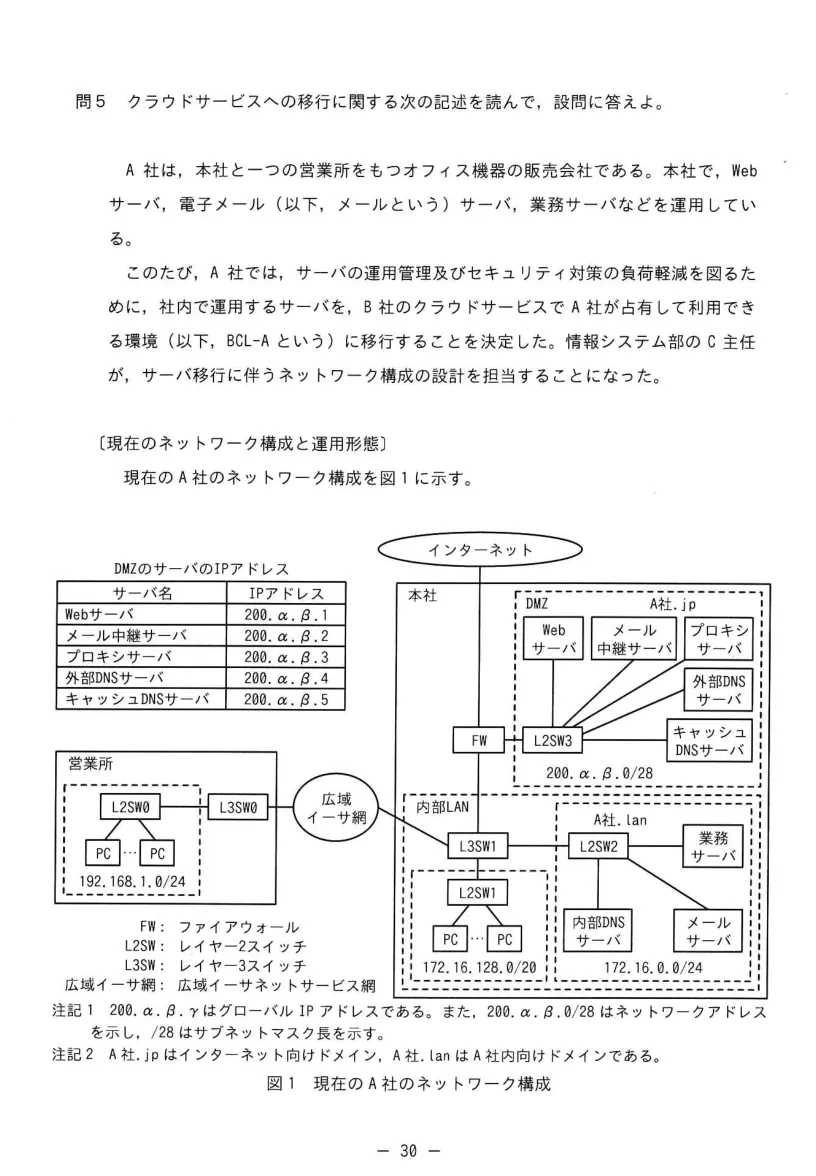 問5　クラウドサービスへの移行に関する次の記述を読んで，設問に答えよ。
A 社は，本社と一つの営業所をもつオフィス機器の販売会社である。本社で，Web
サーバ，電子メール（以下，メールという）サーバ，業務サーバなどを運用してい
る。
このたび，A 社では，サーバの運用管理及びセキュリティ対策の負荷軽減を図るた
めに，社内で運用するサーバを，B 社のクラウドサービスで A 社が占有して利用でき
る環境（以下，BCL-A という）に移行することを決定した。情報システム部の C 主任
が，サーバ移行に伴うネットワーク構成の設計を担当することになった。
〔現在のネットワーク構成と運用形態〕
現在の A 社のネットワーク構成を図 1 に示す。
インターネット
DMZのサーバのIPアドレス
サーバ名　IPアドレス
Webサーバ　200.α.β.1
メール中継サーバ　200.α.β.2
プロキシサーバ　200.α.β.3
外部DNSサーバ　200.α.β.4
キャッシュDNSサーバ　200.α.β.5
本社
DMZ
A社.jp
Web
サーバ
メール
中継サーバ
プロキシ
サーバ
外部DNS
サーバ
FW
L2SW3
キャッシュ
DNSサーバ
200.α.β.0/28
営業所
L2SW0
L3SW0
PC … PC
192.168.1.0/24
広域
イーサ網
内部LAN
L3SW1
A社.lan
L2SW2
業務
サーバ
L2SW1
PC … PC
172.16.128.0/20
内部DNS
サーバ
メール
サーバ
172.16.0.0/24
FW： ファイアウォール
L2SW： レイヤー2スイッチ
L3SW： レイヤー3スイッチ
広域イーサ網： 広域イーサネットサービス網
注記 1　200.α.β.γはグローバル IP アドレスである。また，200.α.β.0/28 はネットワークアドレス
を示し，/28 はサブネットマスク長を示す。
注記 2　A 社.jp はインターネット向けドメイン，A 社.lan は A 社内向けドメインである。
図 1　現在の A 社のネットワーク構成
－ 30 －